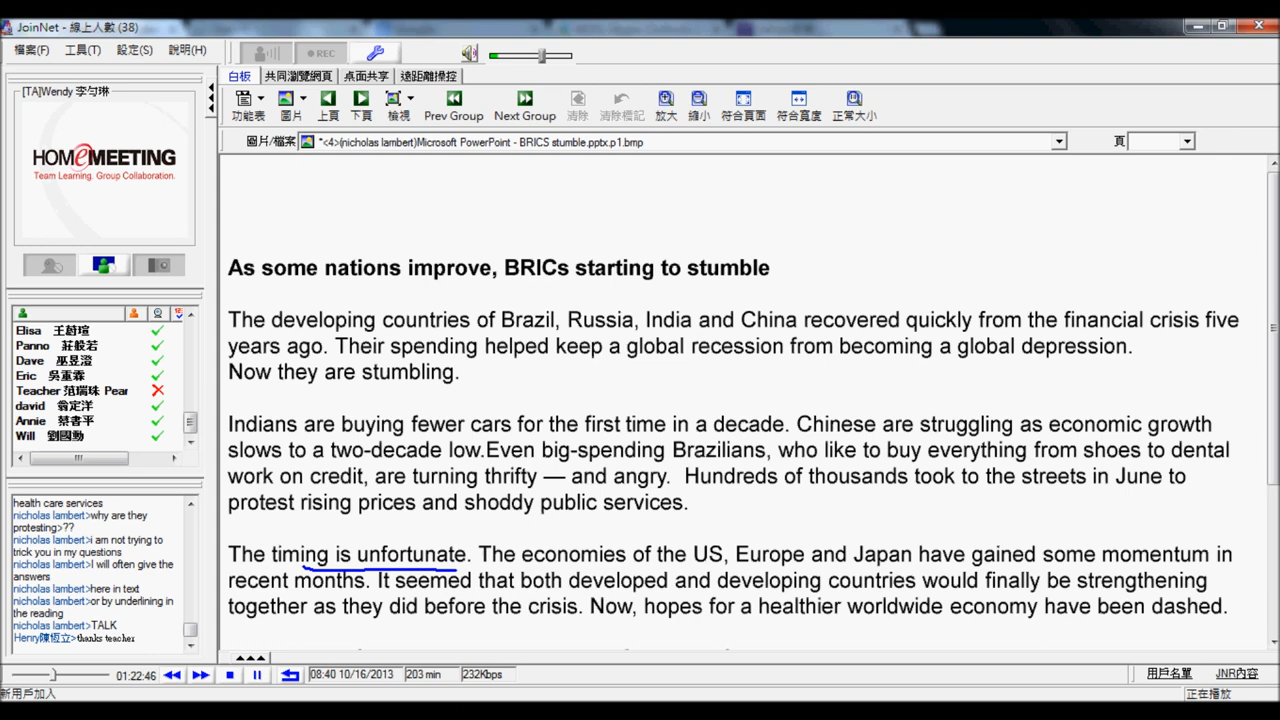 JoinNet - 線上人數 (38)
檔案(F) 工具(T) 設定(S) 說明(H)
REC
[TA]Wendy 李勻琳
HOMeMEETING
Team Learning. Group Collaboration.
白板 共同瀏覽網頁 桌面共享 遠距離操控
功能表 圖片 上頁 下頁 檢視 Prev Group Next Group 清除 清除標記 放大 縮小 符合頁面 符合寬度 正常大小
圖片/檔案 *<4>(nicholas lambert)Microsoft PowerPoint - BRICS stumble.pptx.p1.bmp 頁
Elisa 王蒔瑄
Panno 莊般若
Dave 巫昱澄
Eric 吳重霖
Teacher 范瑞珠 Pear
david 翁定洋
Annie 蔡書平
Will 劉國勳
health care services
nicholas lambert>why are they
protesting>??
nicholas lambert>i am not trying to
trick you in my questions
nicholas lambert>I will often give the
answers
nicholas lambert>here in text
nicholas lambert>or by underlining in
the reading
nicholas lambert>TALK
Henry陳恆立>thanks teacher
As some nations improve, BRICs starting to stumble
The developing countries of Brazil, Russia, India and China recovered quickly from the financial crisis five
years ago. Their spending helped keep a global recession from becoming a global depression.
Now they are stumbling.
Indians are buying fewer cars for the first time in a decade. Chinese are struggling as economic growth
slows to a two-decade low.Even big-spending Brazilians, who like to buy everything from shoes to dental
work on credit, are turning thrifty — and angry. Hundreds of thousands took to the streets in June to
protest rising prices and shoddy public services.
The timing is unfortunate. The economies of the US, Europe and Japan have gained some momentum in
recent months. It seemed that both developed and developing countries would finally be strengthening
together as they did before the crisis. Now, hopes for a healthier worldwide economy have been dashed.
01:22:46 08:40 10/16/2013 203 min 232Kbps 用戶名單 JNR內容
新用戶加入 正在播放